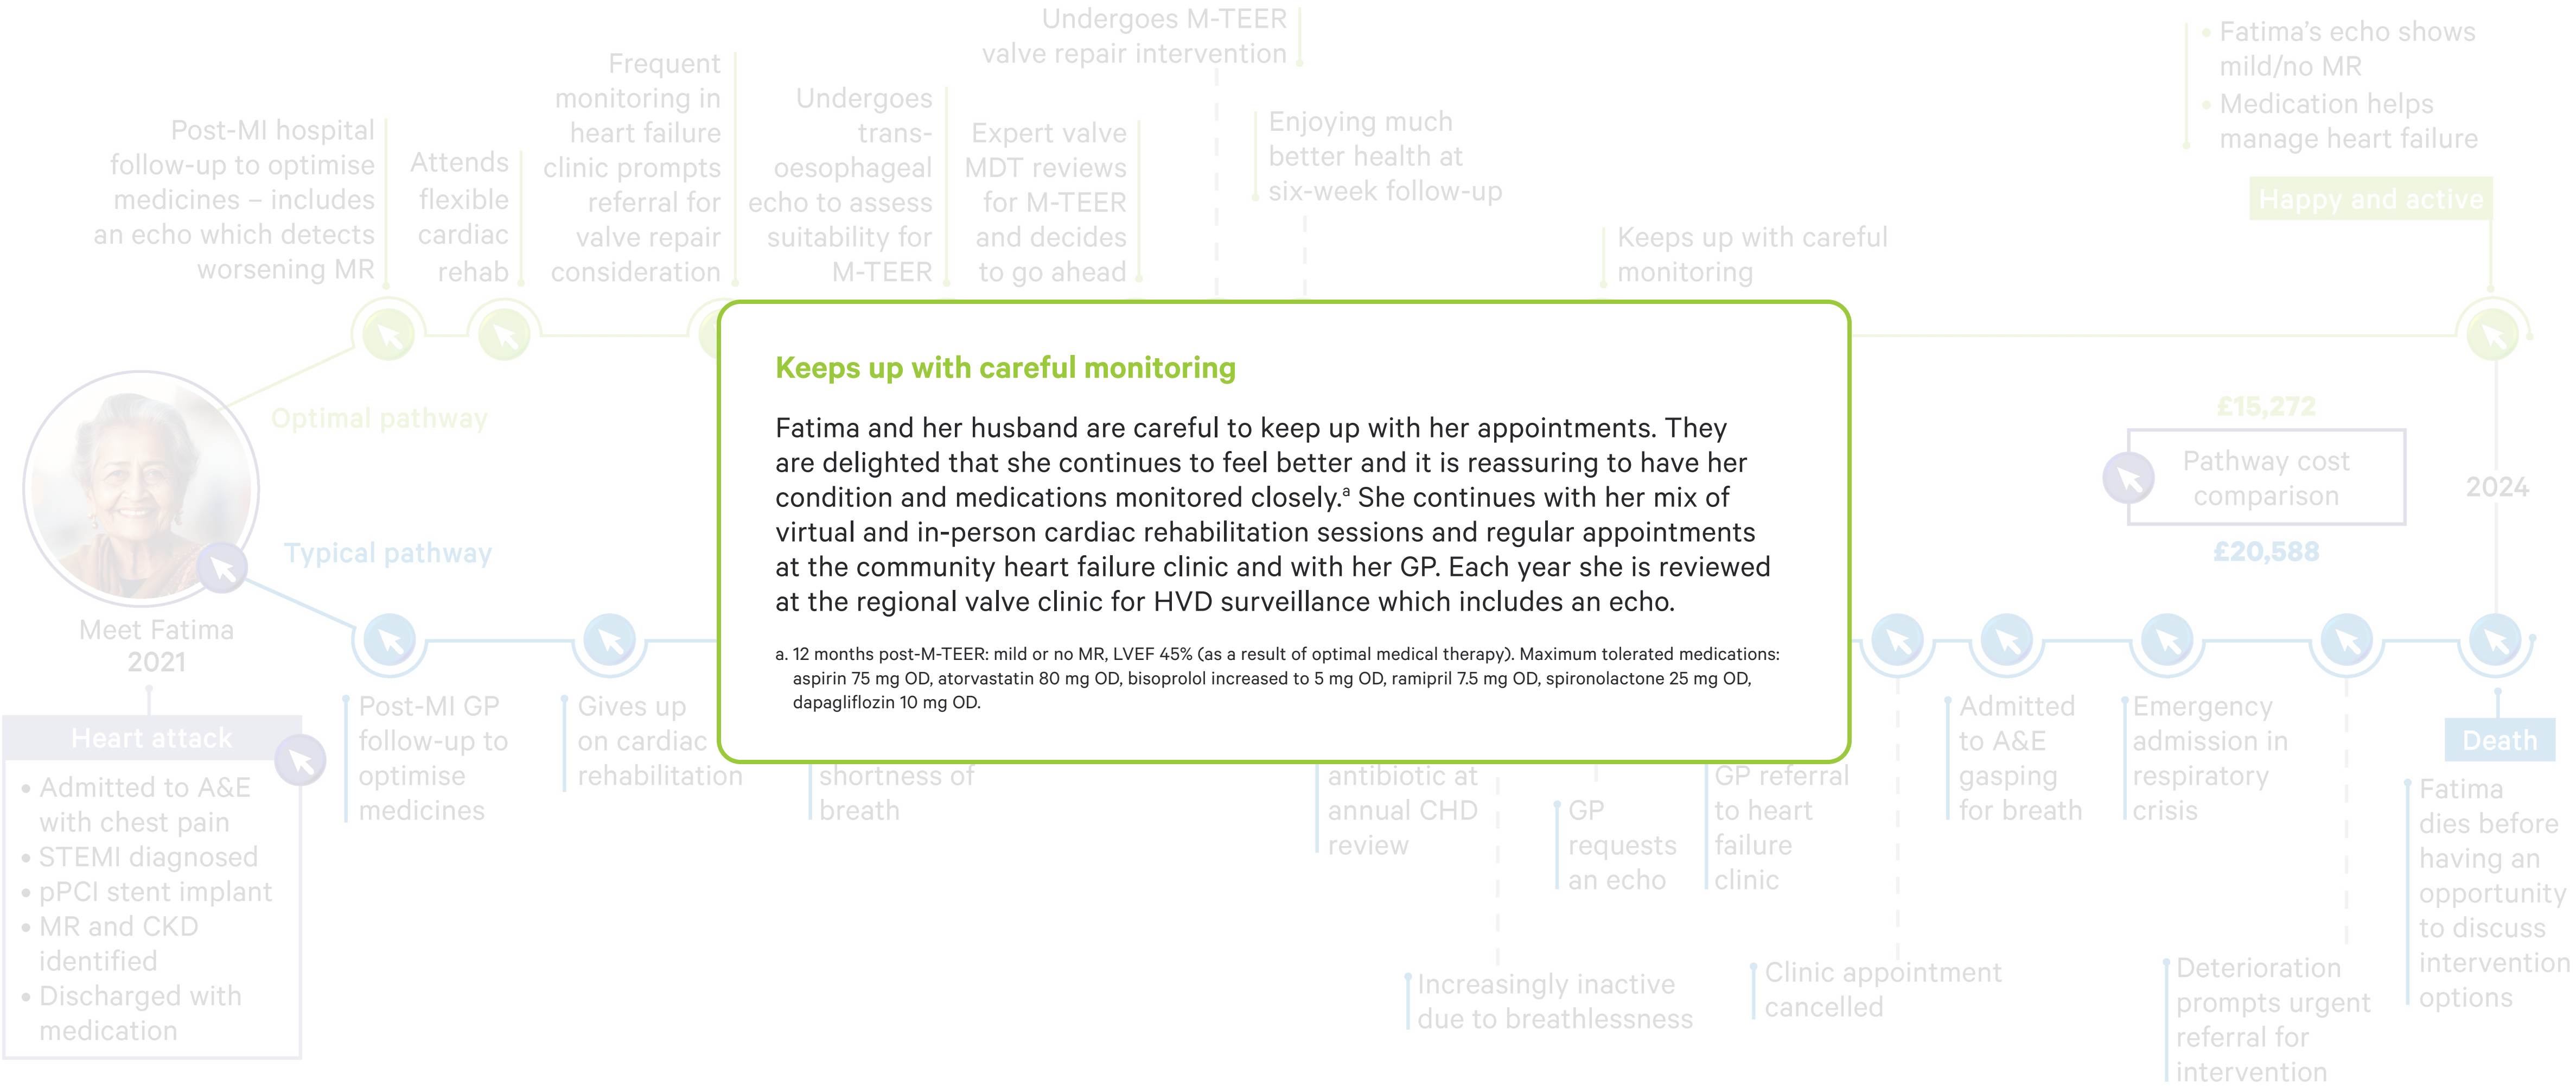 Undergoes M-TEER
valve repair intervention
Frequent
monitoring in
heart failure
clinic prompts
referral for
valve repair
consideration
Undergoes
trans-
oesophageal
echo to assess
suitability for
M-TEER
Expert valve
MDT reviews
for M-TEER
and decides
to go ahead
Post-MI hospital
follow-up to optimise
medicines – includes
an echo which detects
worsening MR
Attends
flexible
cardiac
rehab
Enjoying much
better health at
six-week follow-up
Keeps up with careful
monitoring
• Fatima’s echo shows
mild/no MR
• Medication helps
manage heart failure
Happy and active
Optimal pathway
Typical pathway
Meet Fatima
2021
Keeps up with careful monitoring
Fatima and her husband are careful to keep up with her appointments. They
are delighted that she continues to feel better and it is reassuring to have her
condition and medications monitored closely.ª She continues with her mix of
virtual and in-person cardiac rehabilitation sessions and regular appointments
at the community heart failure clinic and with her GP. Each year she is reviewed
at the regional valve clinic for HVD surveillance which includes an echo.
a. 12 months post-M-TEER: mild or no MR, LVEF 45% (as a result of optimal medical therapy). Maximum tolerated medications:
aspirin 75 mg OD, atorvastatin 80 mg OD, bisoprolol increased to 5 mg OD, ramipril 7.5 mg OD, spironolactone 25 mg OD,
dapagliflozin 10 mg OD.
£15,272
Pathway cost
comparison
£20,588
2024
Heart attack
• Admitted to A&E
with chest pain
• STEMI diagnosed
• pPCI stent implant
• MR and CKD
identified
• Discharged with
medication
Post-MI GP
follow-up to
optimise
medicines
Gives up
on cardiac
rehabilitation
shortness of
breath
antibiotic at
annual CHD
review
Increasingly inactive
due to breathlessness
GP
requests
an echo
GP referral
to heart
failure
clinic
Clinic appointment
cancelled
Admitted
to A&E
gasping
for breath
Emergency
admission in
respiratory
crisis
Deterioration
prompts urgent
referral for
intervention
Death
Fatima
dies before
having an
opportunity
to discuss
intervention
options